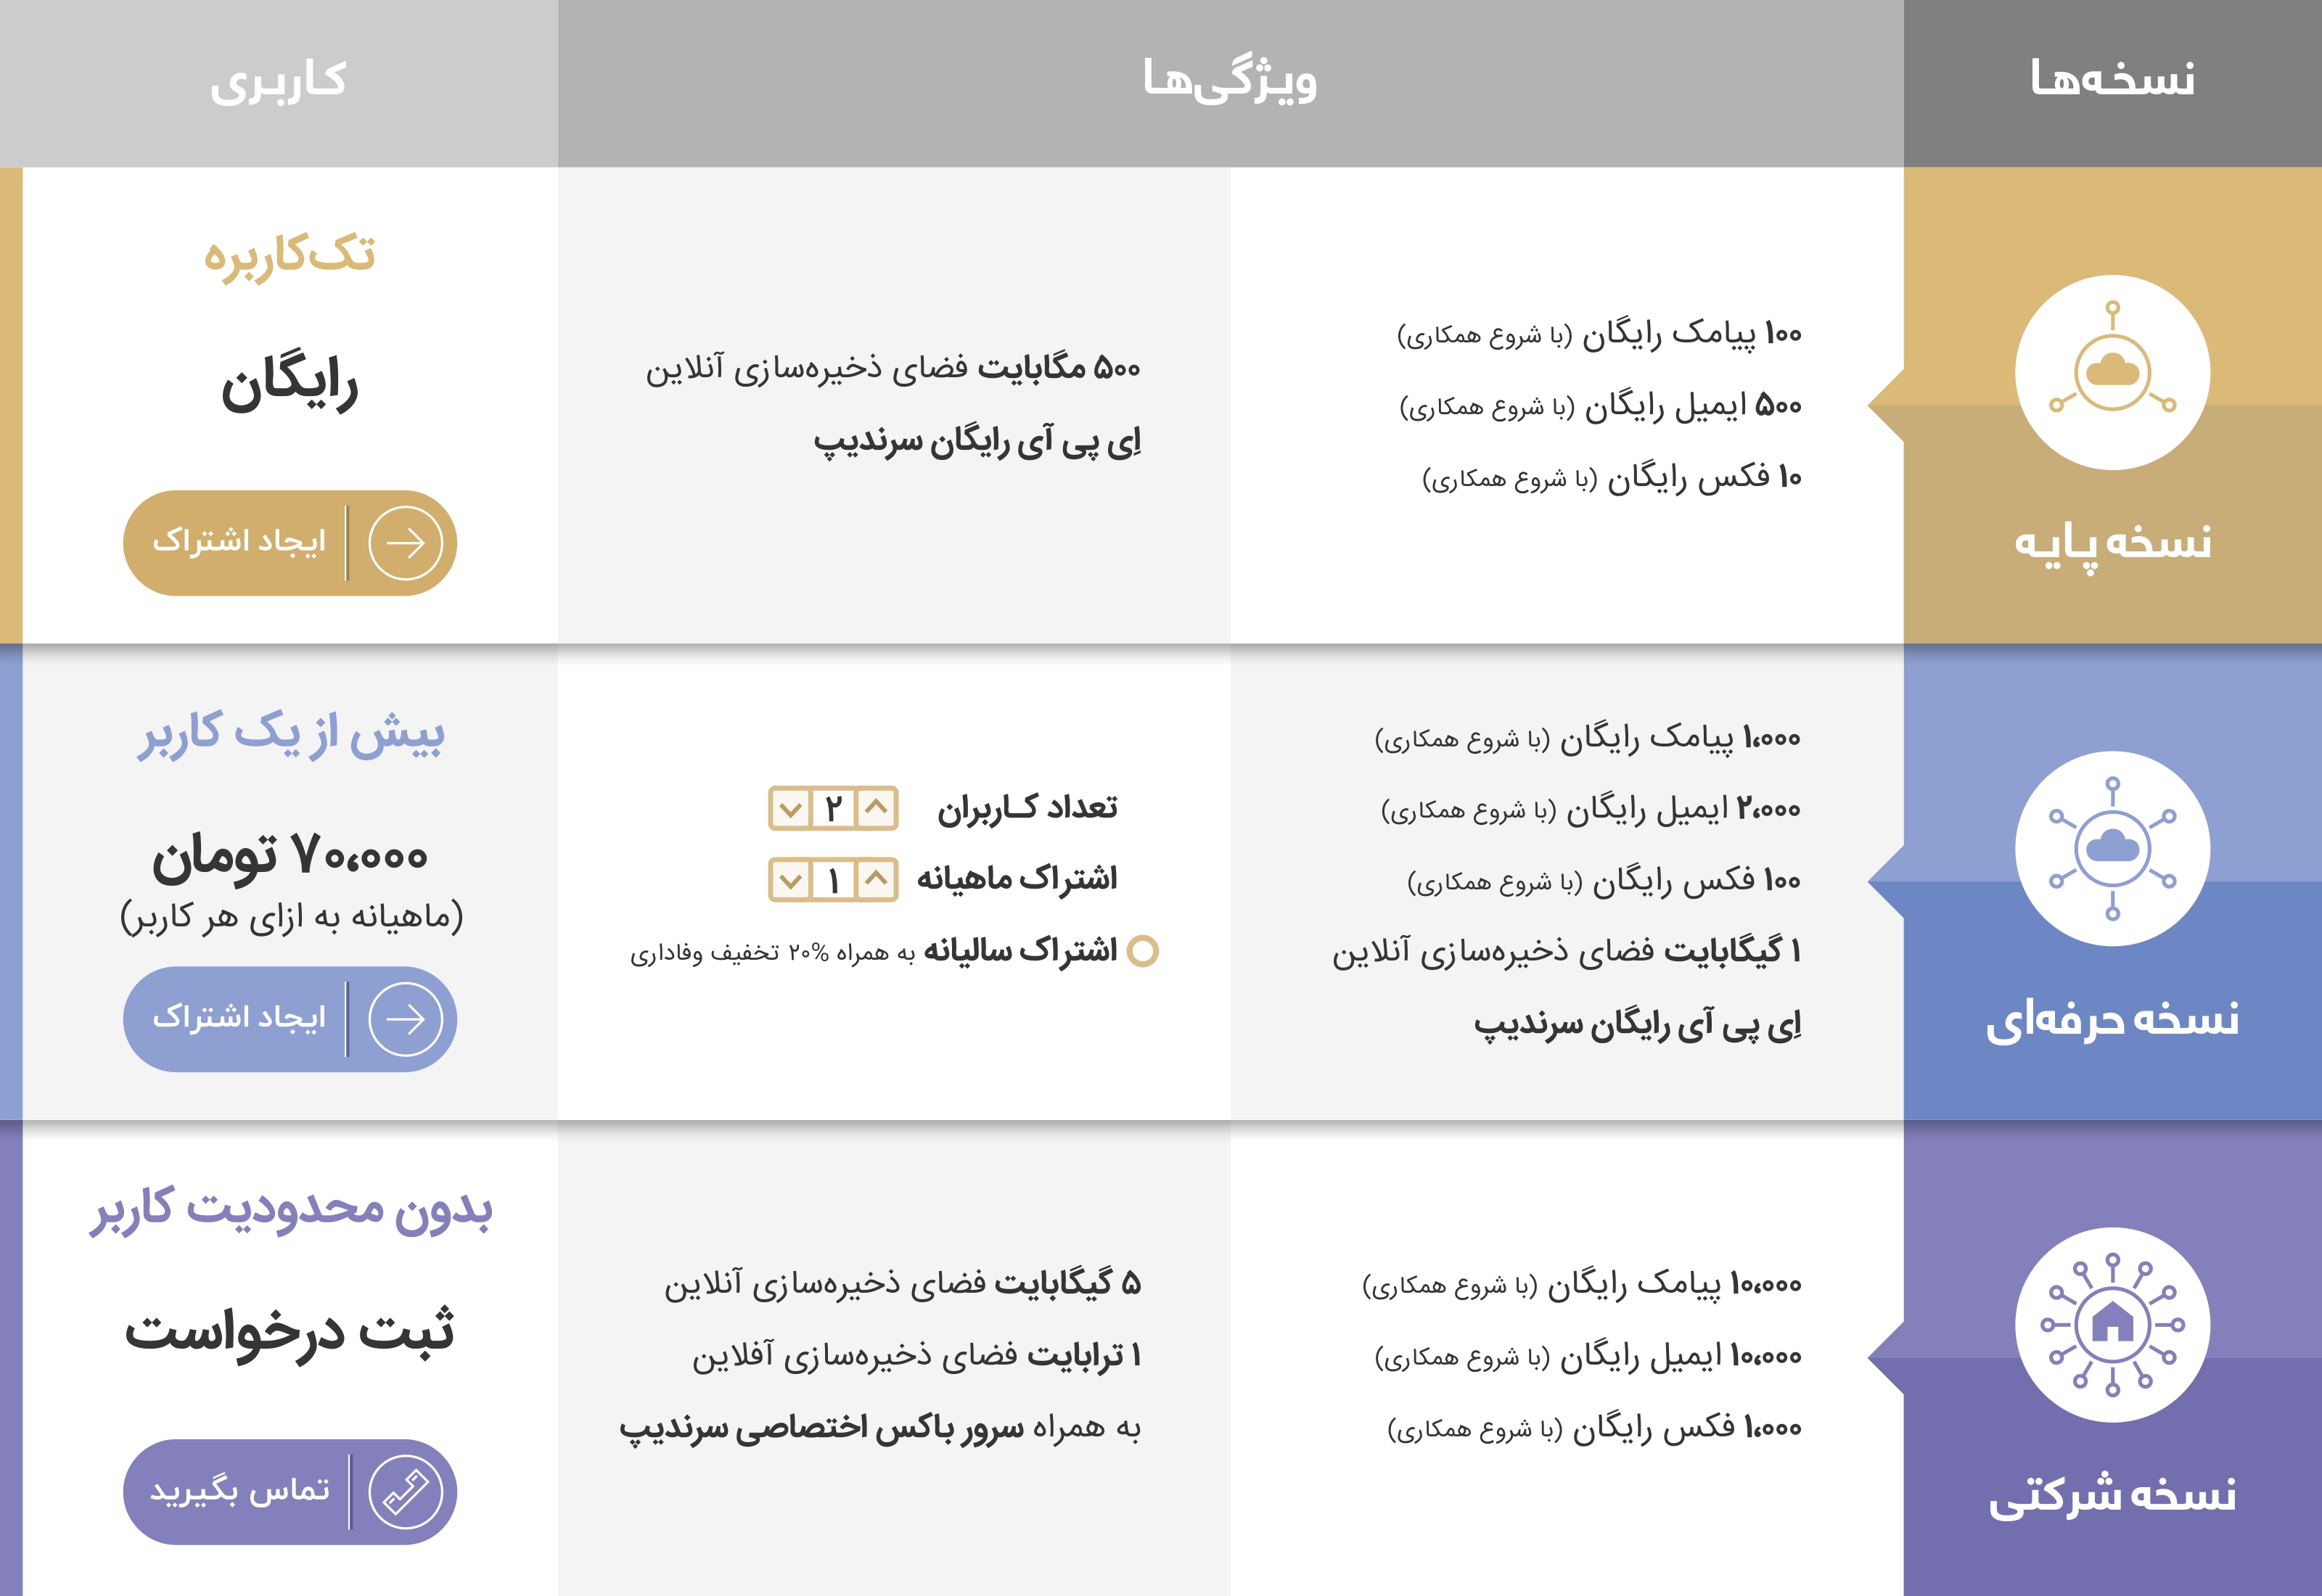 نسخه‌ها
ویژگی‌ها
کاربری
نسخه پایه
۱۰۰ پیامک رایگان (با شروع همکاری)
۵۰۰ ایمیل رایگان (با شروع همکاری)
۱۰ فکس رایگان (با شروع همکاری)
۵۰۰ مگابایت فضای ذخیره‌سازی آنلاین
اِی پی آی رایگان سرندیپ
تک‌کاربره
رایگان
ایجاد اشتراک
نسخه حرفه‌ای
۱،۰۰۰ پیامک رایگان (با شروع همکاری)
۲،۰۰۰ ایمیل رایگان (با شروع همکاری)
۱۰۰ فکس رایگان (با شروع همکاری)
۱ گیگابایت فضای ذخیره‌سازی آنلاین
اِی پی آی رایگان سرندیپ
تعداد کـاربران ۲
اشتراک ماهیانه ۱
اشتراک سالیانه به همراه %۲۰ تخفیف وفاداری
بیش از یک کاربر
۷۰،۰۰۰ تومان
(ماهیانه به ازای هر کاربر)
ایجاد اشتراک
نسخه شرکتی
۱۰،۰۰۰ پیامک رایگان (با شروع همکاری)
۱۰،۰۰۰ ایمیل رایگان (با شروع همکاری)
۱،۰۰۰ فکس رایگان (با شروع همکاری)
۵ گیگابایت فضای ذخیره‌سازی آنلاین
۱ ترابایت فضای ذخیره‌سازی آفلاین
به همراه سرور باکس اختصاصی سرندیپ
بدون محدودیت کاربر
ثبت درخواست
تماس بگیرید